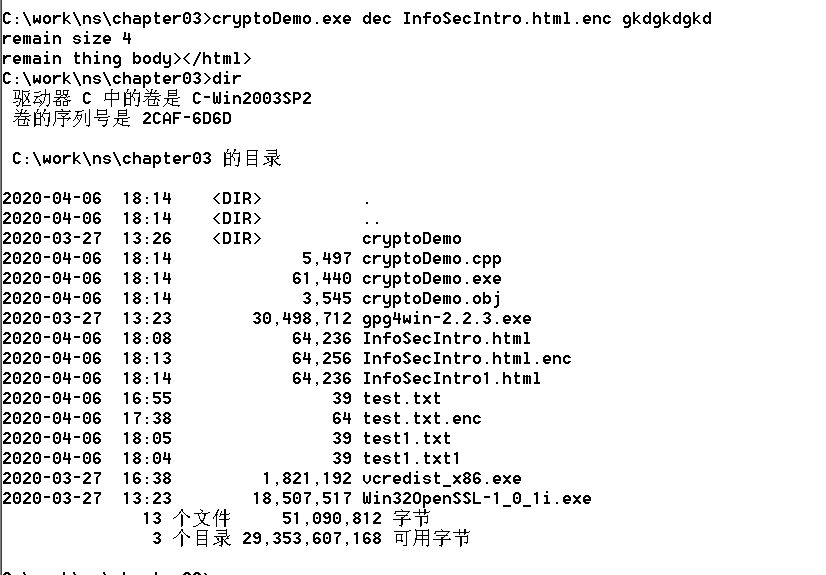 C:\work\ns\chapter03>cryptoDemo.exe dec InfoSecIntro.html.enc gkdgkdgkd
remain size 4
remain thing body></html>
C:\work\ns\chapter03>dir
 驱动器 C 中的卷是 C-Win2003SP2
 卷的序列号是 2CAF-6D6D

 C:\work\ns\chapter03 的目录

2020-04-06  18:14    <DIR>          .
2020-04-06  18:14    <DIR>          ..
2020-03-27  13:26    <DIR>          cryptoDemo
2020-04-06  18:14             5,497 cryptoDemo.cpp
2020-04-06  18:14            61,440 cryptoDemo.exe
2020-04-06  18:14             3,545 cryptoDemo.obj
2020-03-27  13:23        30,498,712 gpg4win-2.2.3.exe
2020-04-06  18:08            64,236 InfoSecIntro.html
2020-04-06  18:13            64,256 InfoSecIntro.html.enc
2020-04-06  18:14            64,236 InfoSecIntro1.html
2020-04-06  16:55                39 test.txt
2020-04-06  17:38                64 test.txt.enc
2020-04-06  18:05                39 test1.txt
2020-04-06  18:04                39 test1.txt1
2020-03-27  16:38         1,821,192 vcredist_x86.exe
2020-03-27  13:23        18,507,517 Win32OpenSSL-1_0_1i.exe
              13 个文件     51,090,812 字节
               3 个目录 29,353,607,168 可用字节